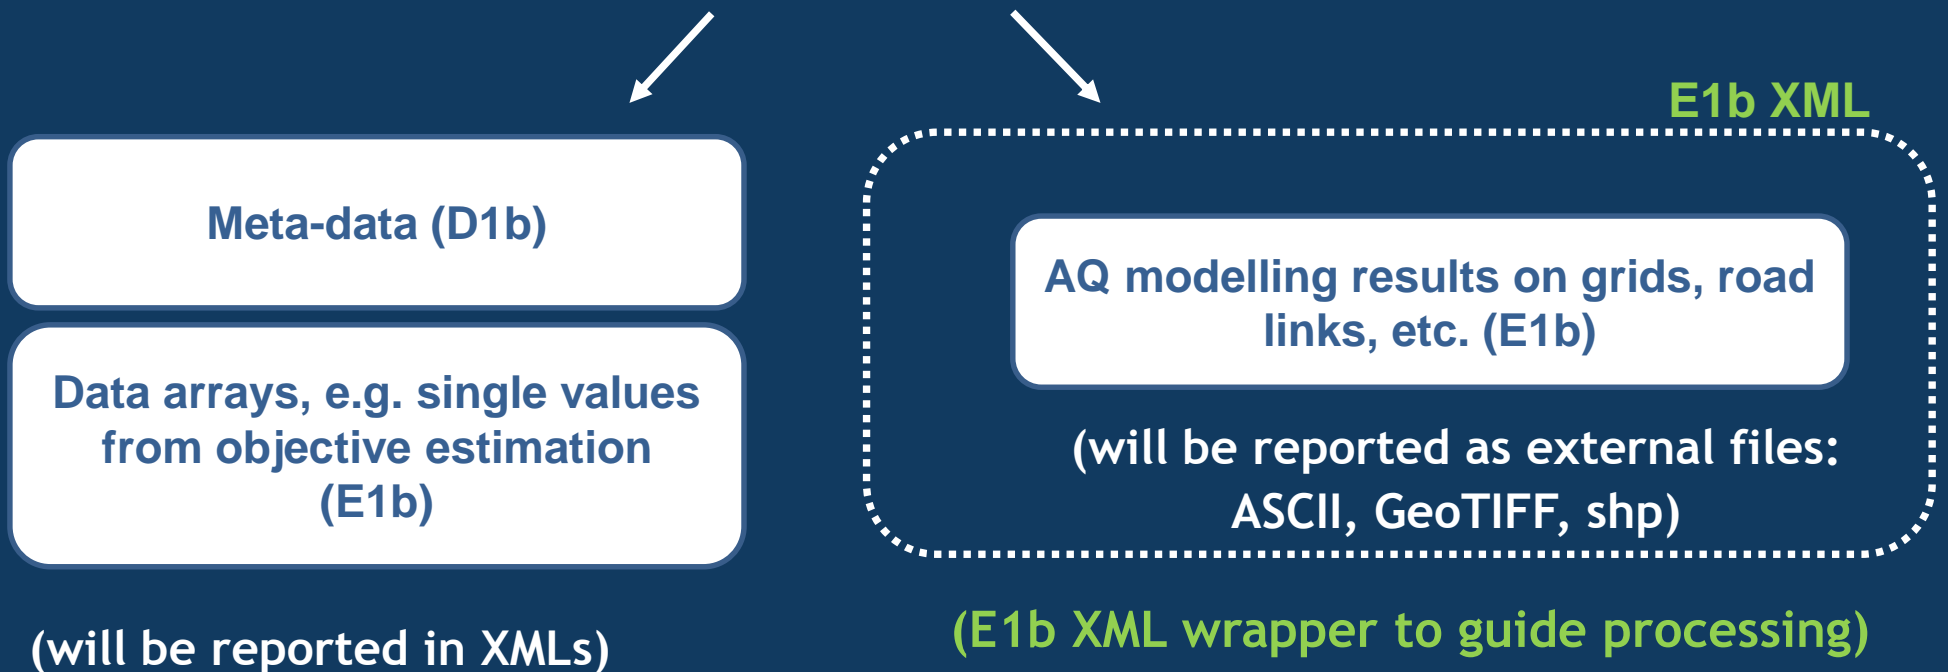 Meta-data (D1b)
Data arrays, e.g. single values
from objective estimation
(E1b)
(will be reported in XMLs)
E1b XML
AQ modelling results on grids, road
links, etc. (E1b)
(will be reported as external files:
ASCII, GeoTIFF, shp)
(E1b XML wrapper to guide processing)